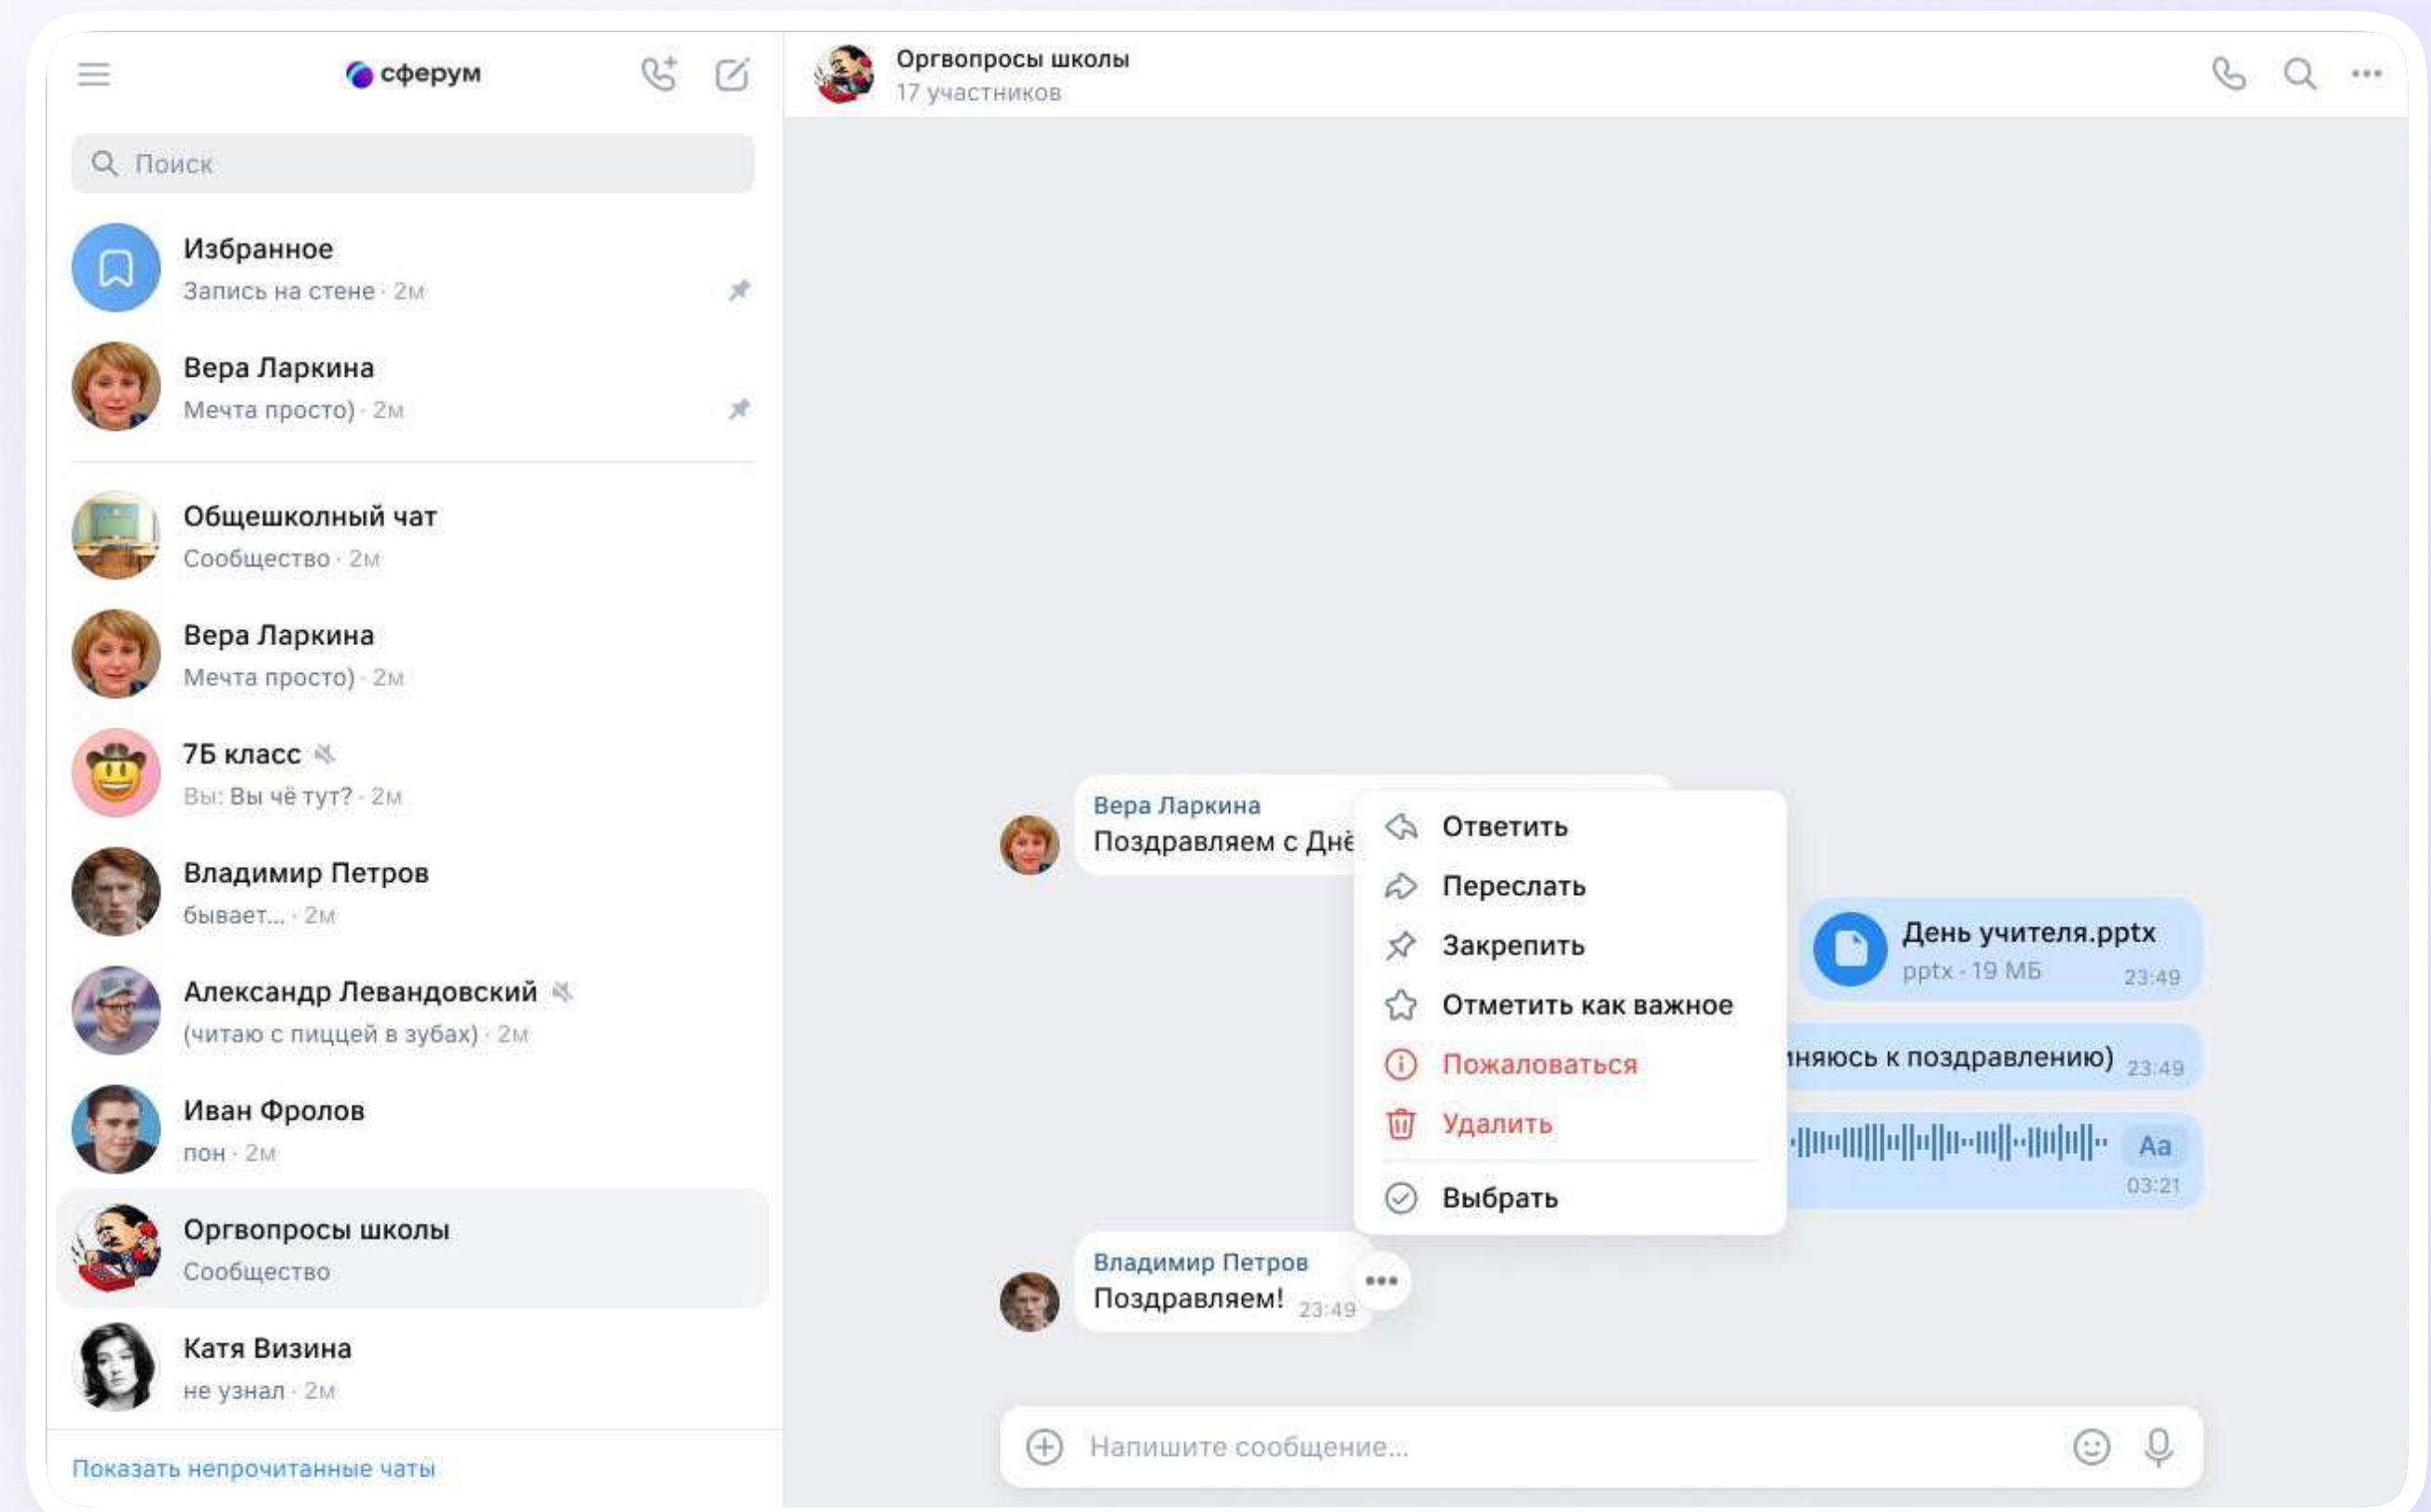 сферум
Поиск
Избранное
Запись на стене · 2м
Вера Ларкина
Мечта просто) · 2м
Общешколный чат
Сообщество · 2м
Вера Ларкина
Мечта просто) · 2м
7Б класс
Вы: Вы чё тут? · 2м
Владимир Петров
бывает... · 2м
Александр Левандовский
(читаю с пиццей в зубах) · 2м
Иван Фролов
пон · 2м
Оргвопросы школы
Сообщество
Катя Визина
не узнал · 2м
Показать непрочитанные чаты
Оргвопросы школы
17 участников
Вера Ларкина
Поздравляем с Днё
Ответить
Переслать
Закрепить
Отметить как важное
Пожаловаться
Удалить
Выбрать
День учителя.pptx
pptx · 19 МБ 23:49
няюсь к поздравлению) 23:49
Aa
03:21
Владимир Петров
Поздравляем! 23:49
Напишите сообщение...